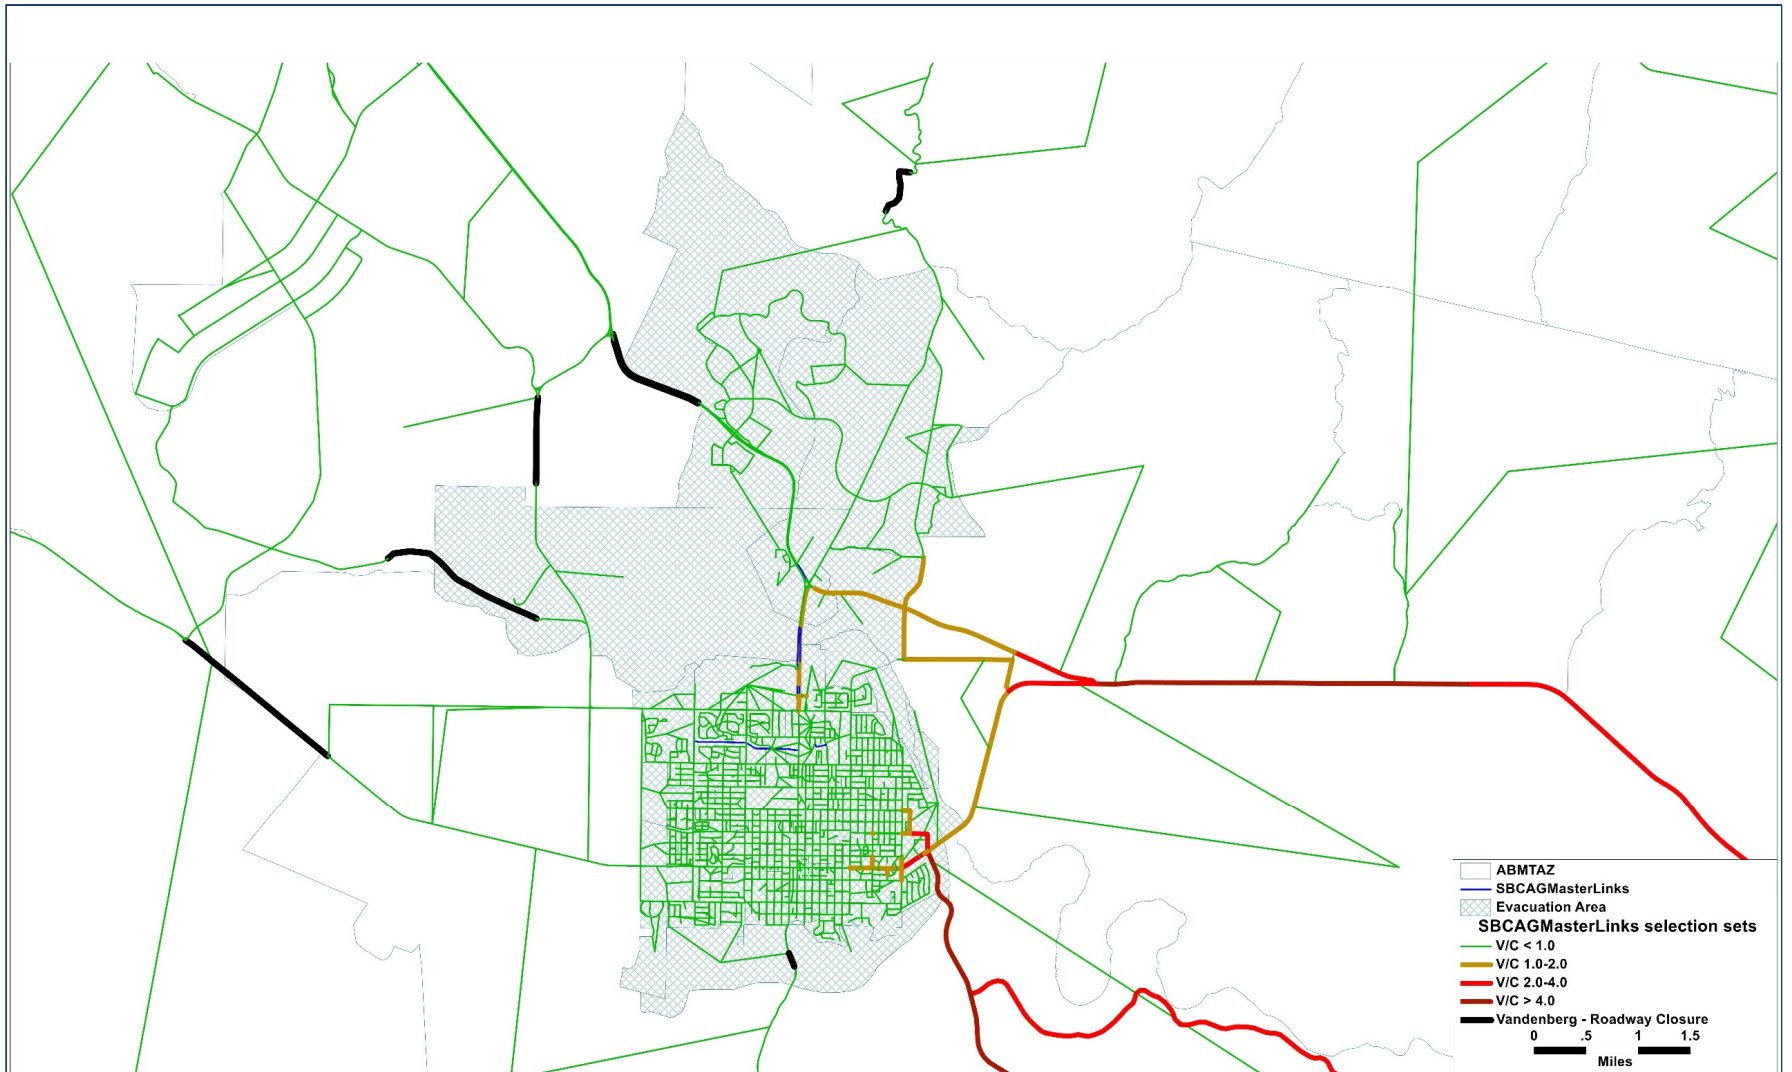 ABMTAZ
SBCAGMasterLinks
Evacuation Area
SBCAGMasterLinks selection sets
V/C < 1.0
V/C 1.0-2.0
V/C 2.0-4.0
V/C > 4.0
Vandenberg - Roadway Closure
0 .5 1 1.5
Miles